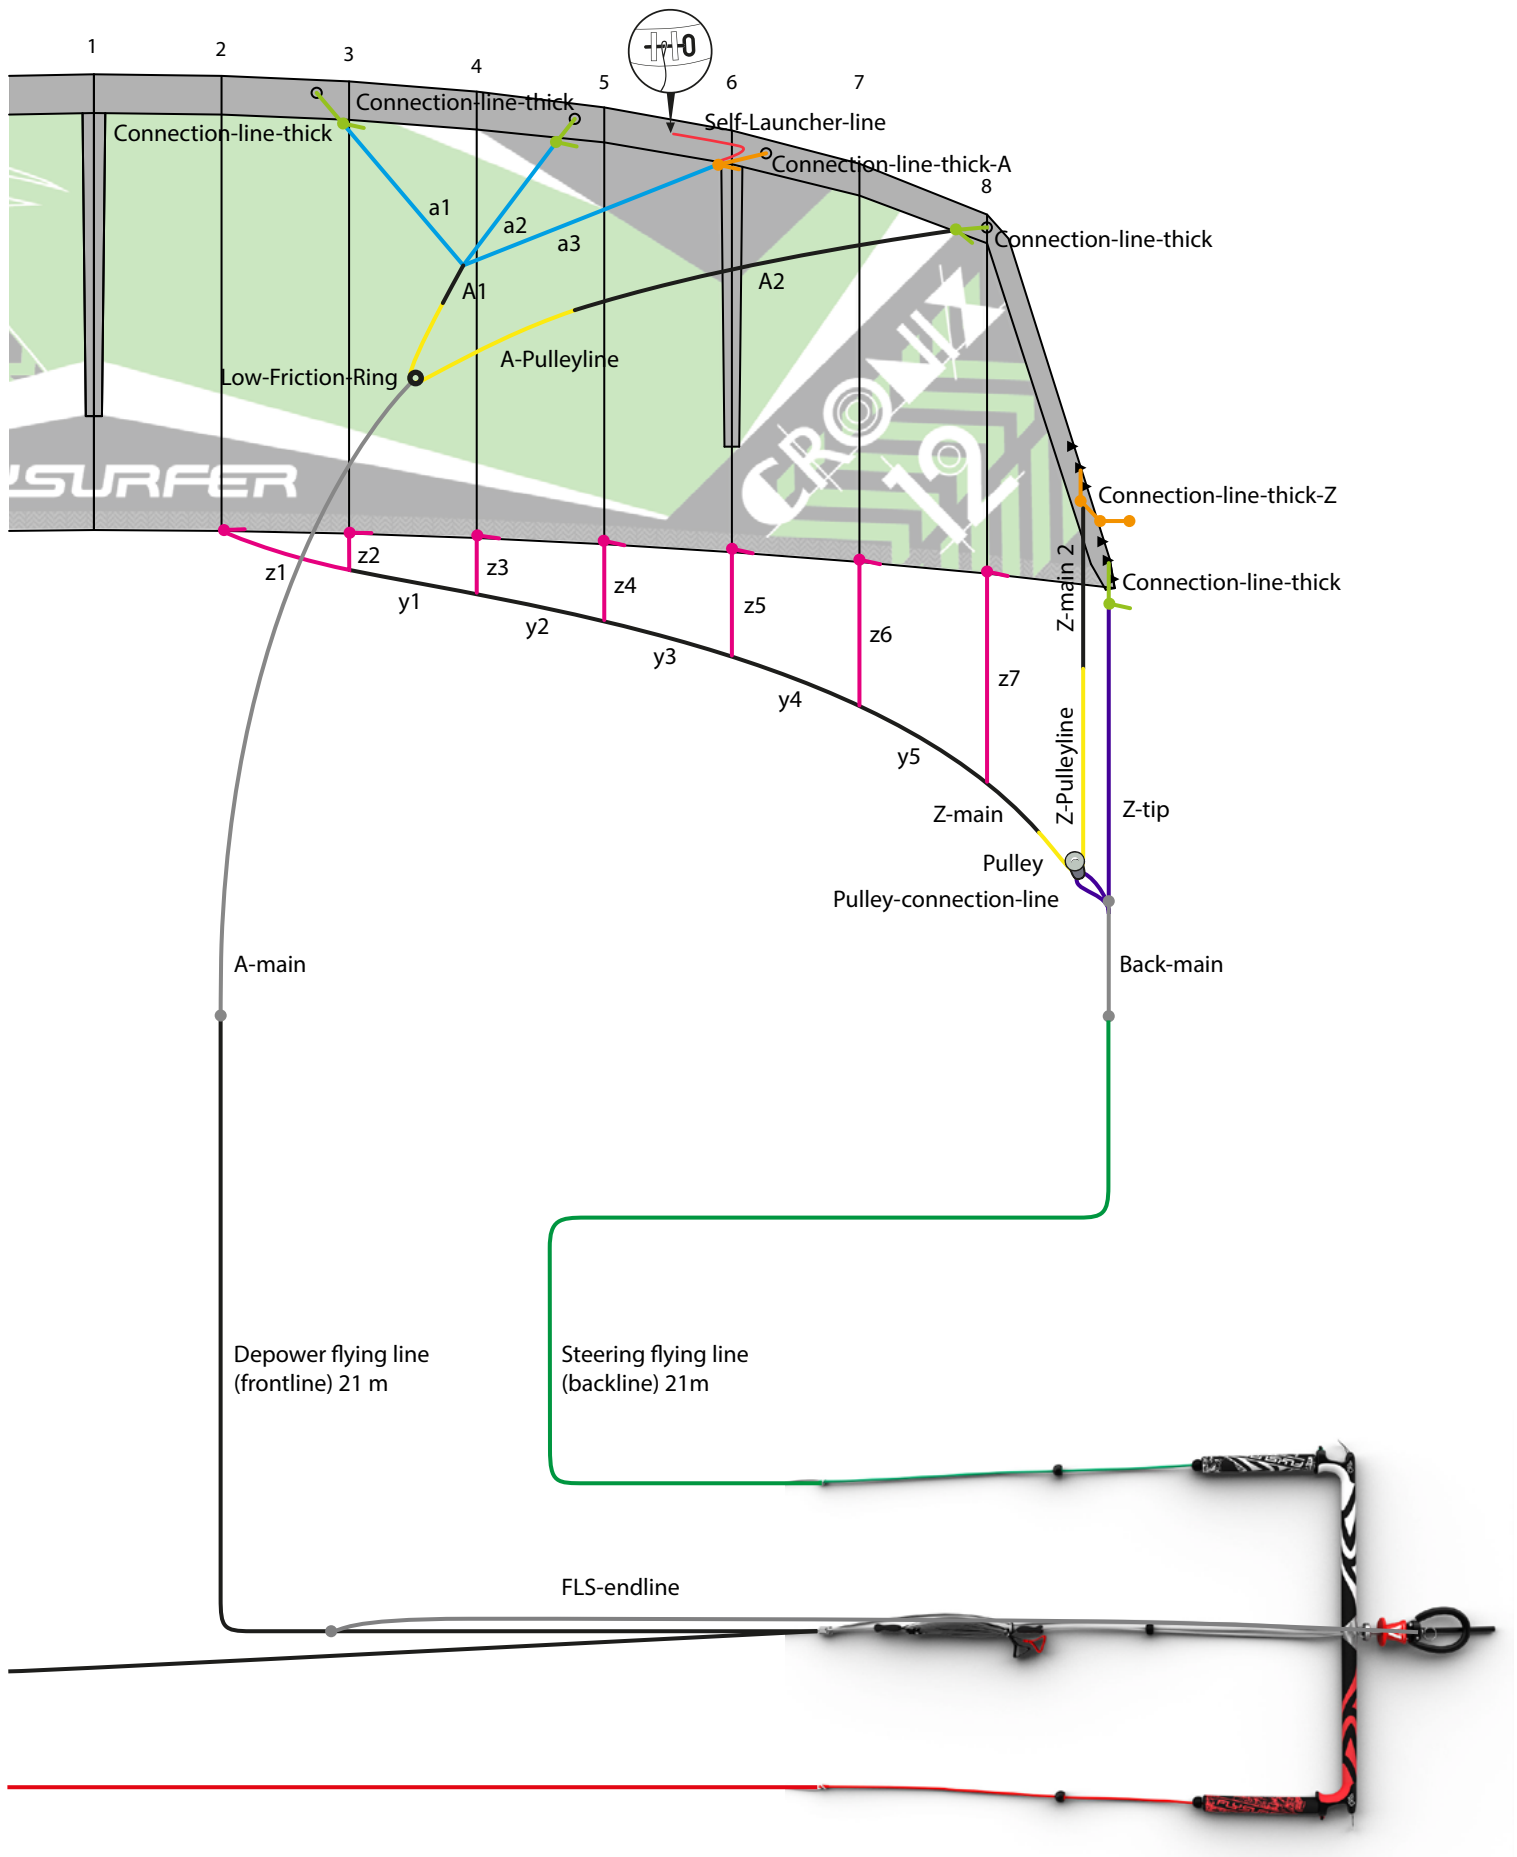 1
2
3
4
5
6
7
8
Connection-line-thick
Connection-line-thick
Self-Launcher-line
Connection-line-thick-A
Connection-line-thick
a1
a2
a3
A1
A2
A-Pulleyline
Low-Friction-Ring
CRONIX
12
SURFER
Connection-line-thick-Z
Connection-line-thick
z1
z2
z3
z4
z5
z6
z7
y1
y2
y3
y4
y5
Z-main 2
Z-Pulleyline
Z-main
Z-tip
Pulley
Pulley-connection-line
A-main
Back-main
Depower flying line
(frontline) 21 m
Steering flying line
(backline) 21m
FLS-endline